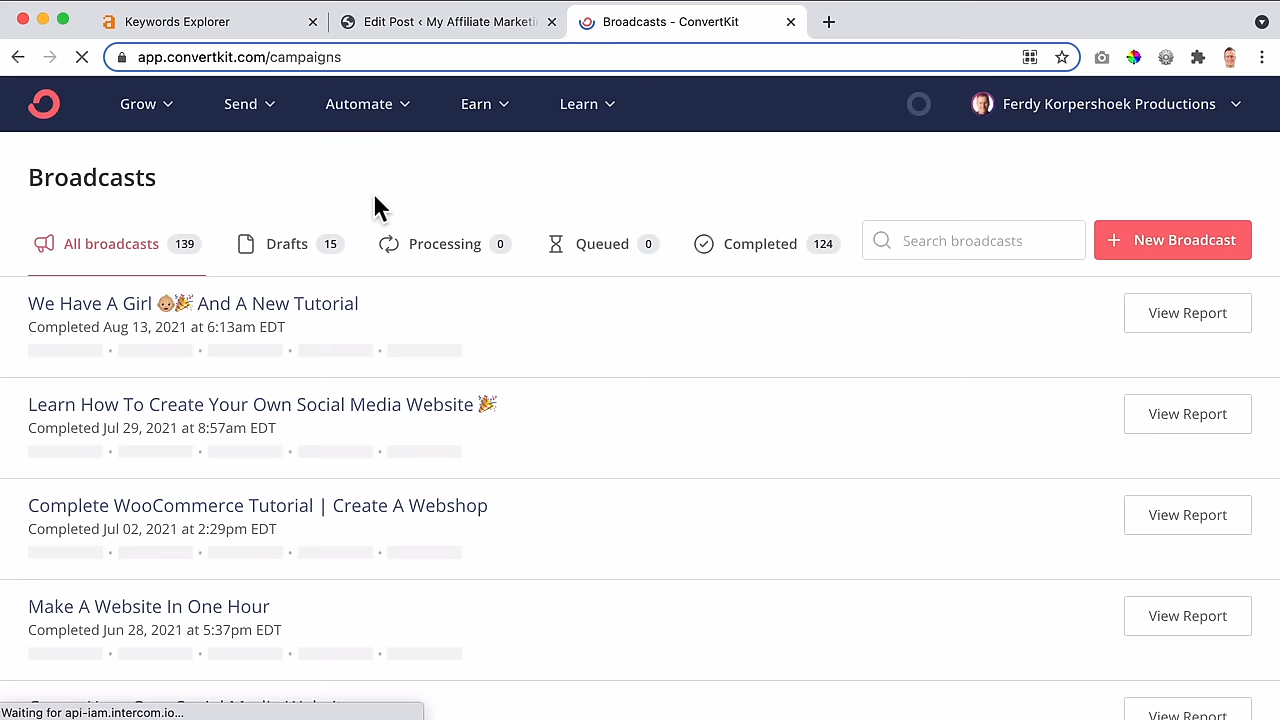 Keywords Explorer
Edit Post ‹ My Affiliate Marketi
Broadcasts - ConvertKit
app.convertkit.com/campaigns
Grow
Send
Automate
Earn
Learn
Ferdy Korpershoek Productions
Broadcasts
All broadcasts 139
Drafts 15
Processing 0
Queued 0
Completed 124
Search broadcasts
New Broadcast
We Have A Girl 👶🏼🎉 And A New Tutorial
Completed Aug 13, 2021 at 6:13am EDT
View Report
Learn How To Create Your Own Social Media Website 🎉
Completed Jul 29, 2021 at 8:57am EDT
View Report
Complete WooCommerce Tutorial | Create A Webshop
Completed Jul 02, 2021 at 2:29pm EDT
View Report
Make A Website In One Hour
Completed Jun 28, 2021 at 5:37pm EDT
View Report
View Report
Waiting for api-iam.intercom.io...